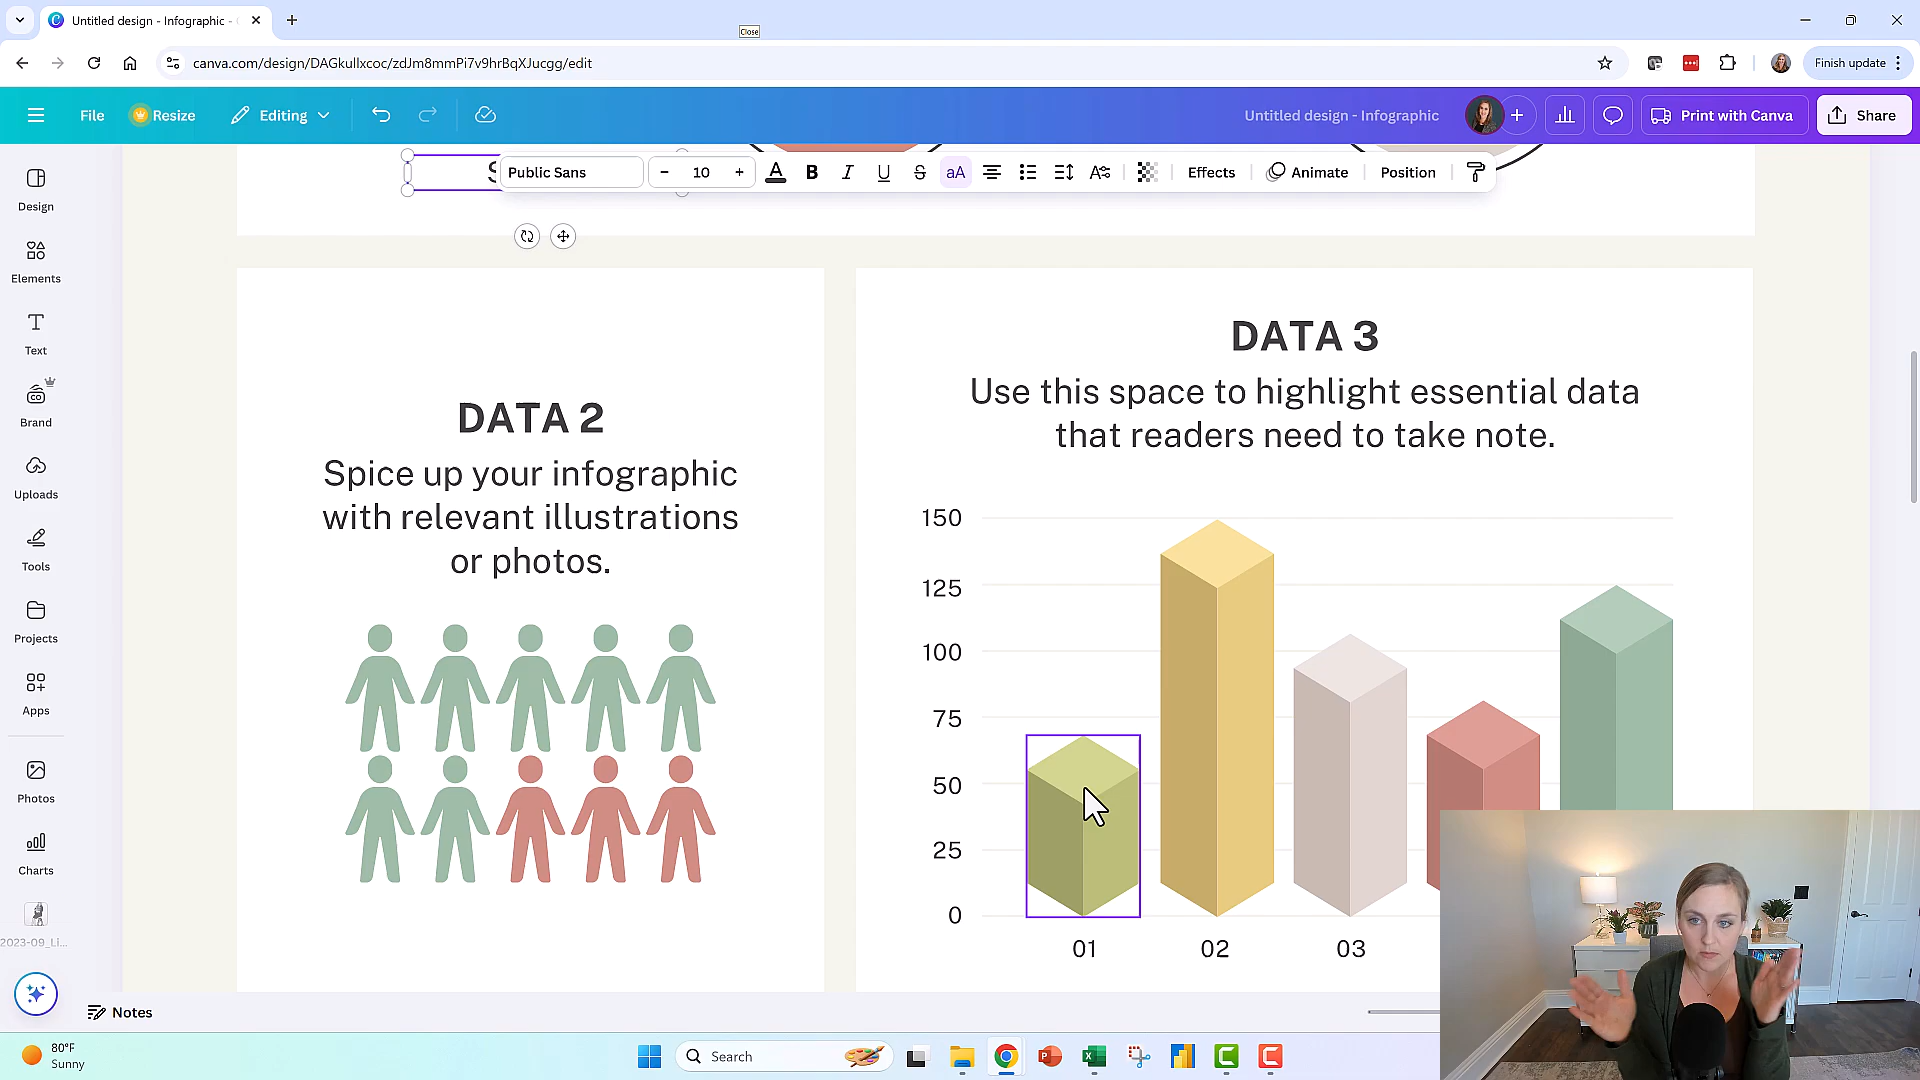 Untitled design - Infographic -
Close
canva.com/design/DAGkullxcoc/zdJm8mmPi7v9hrBqXJucgg/edit
Finish update
File
Resize
Editing
Untitled design - Infographic
Print with Canva
Share
Public Sans
10
A
B
I
U
S
aA
Effects
Animate
Position
Design
Elements
Text
Brand
Uploads
Tools
Projects
Apps
Photos
Charts
2023-09_Li...
DATA 2
Spice up your infographic
with relevant illustrations
or photos.
DATA 3
Use this space to highlight essential data
that readers need to take note.
150
125
100
75
50
25
0
01
02
03
Notes
80°F
Sunny
Search